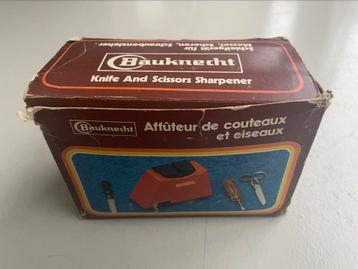 Bauknecht
Schleifgerät für
Messer, Scheren, Schraubenzieher.
Knife And Scissors Sharpener
Bauknecht
Affûteur de couteaux
et ciseaux